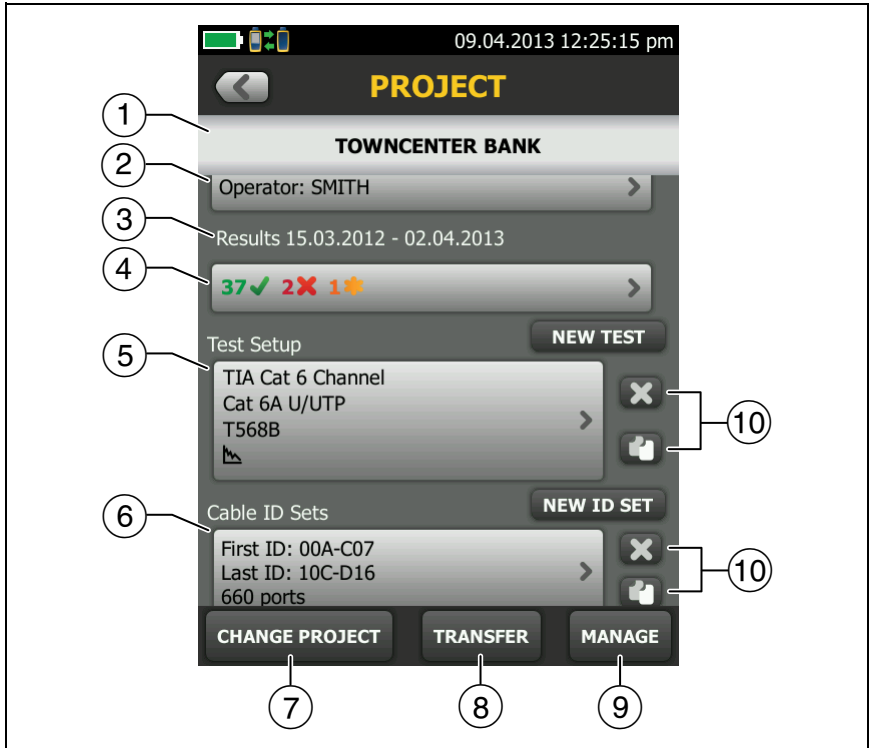 09.04.2013 12:25:15 pm
PROJECT
1
TOWNCENTER BANK
2
Operator: SMITH
3
Results 15.03.2012 - 02.04.2013
4
37 2 1
NEW TEST
Test Setup
5
TIA Cat 6 Channel
Cat 6A U/UTP
T568B
10
NEW ID SET
Cable ID Sets
6
First ID: 00A-C07
Last ID: 10C-D16
660 ports
10
CHANGE PROJECT TRANSFER MANAGE
7 8 9